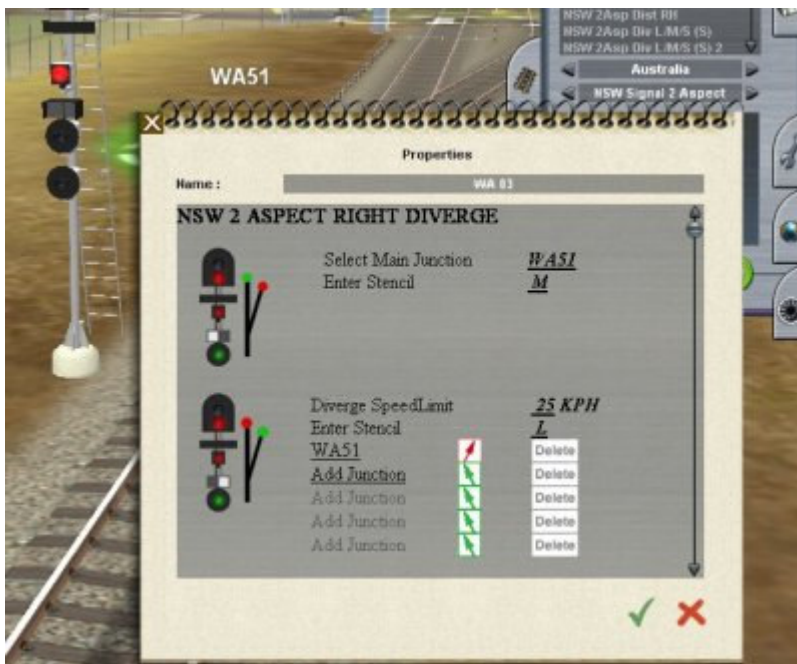 NSW 2Asp Dist RH
NSW 2Asp Div L/M/S (S)
NSW 2Asp Div L/M/S (S) 2
Australia
NSW Signal 2 Aspect
WA51
Properties
Name :
WA 03
NSW 2 ASPECT RIGHT DIVERGE
Select Main Junction WA51
Enter Stencil M
Diverge SpeedLimit 25 KPH
Enter Stencil L
WA51 Delete
Add Junction Delete
Add Junction Delete
Add Junction Delete
Add Junction Delete